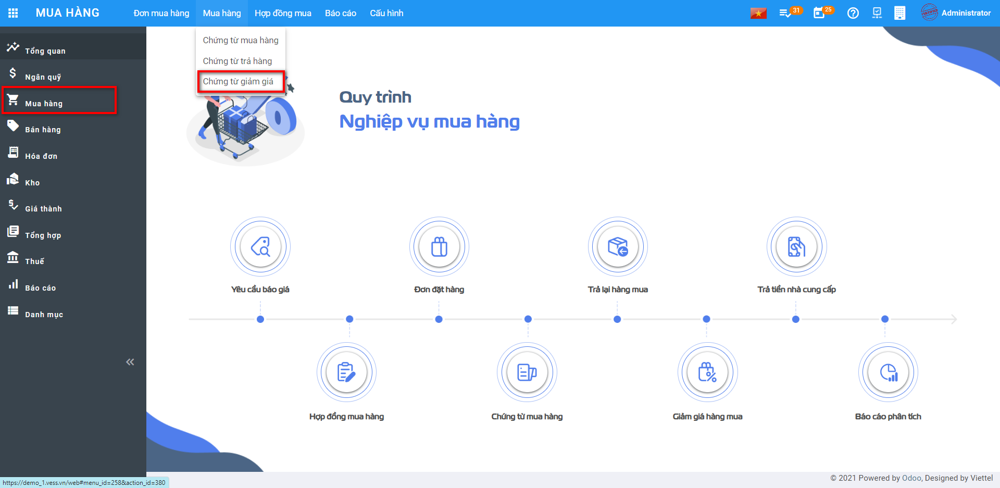 MUA HÀNG
Đơn mua hàng
Mua hàng
Hợp đồng mua
Báo cáo
Cấu hình
31
25
Administrator
Chứng từ mua hàng
Chứng từ trả hàng
Chứng từ giảm giá
Tổng quan
Ngân quỹ
Mua hàng
Bán hàng
Hóa đơn
Kho
Giá thành
Tổng hợp
Thuế
Báo cáo
Danh mục
Quy trình
Nghiệp vụ mua hàng
Yêu cầu báo giá
Đơn đặt hàng
Trả lại hàng mua
Trả tiền nhà cung cấp
Hợp đồng mua hàng
Chứng từ mua hàng
Giảm giá hàng mua
Báo cáo phân tích
© 2021 Powered by Odoo, Designed by Viettel
https://demo_1.vess.vn/web#menu_id=258&action_id=380